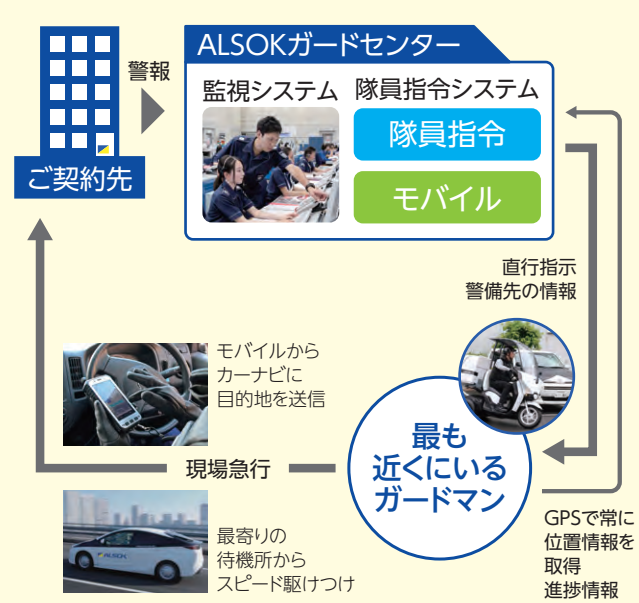 ALSOKガードセンター
警報
監視システム
隊員指令システム
隊員指令
モバイル
ご契約先
直行指示
警備先の情報
モバイルから
カーナビに
目的地を送信
最も
近くにいる
ガードマン
現場急行
GPSで常に
位置情報を
取得
進捗情報
最寄りの
待機所から
スピード駆けつけ
ALSOK